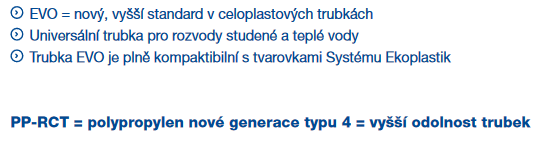 EVO = nový, vyšší standard v celoplastových trubkách
Universální trubka pro rozvody studené a teplé vody
Trubka EVO je plně kompaktibilní s tvarovkami Systému Ekoplastik
PP-RCT = polypropylen nové generace typu 4 = vyšší odolnost trubek